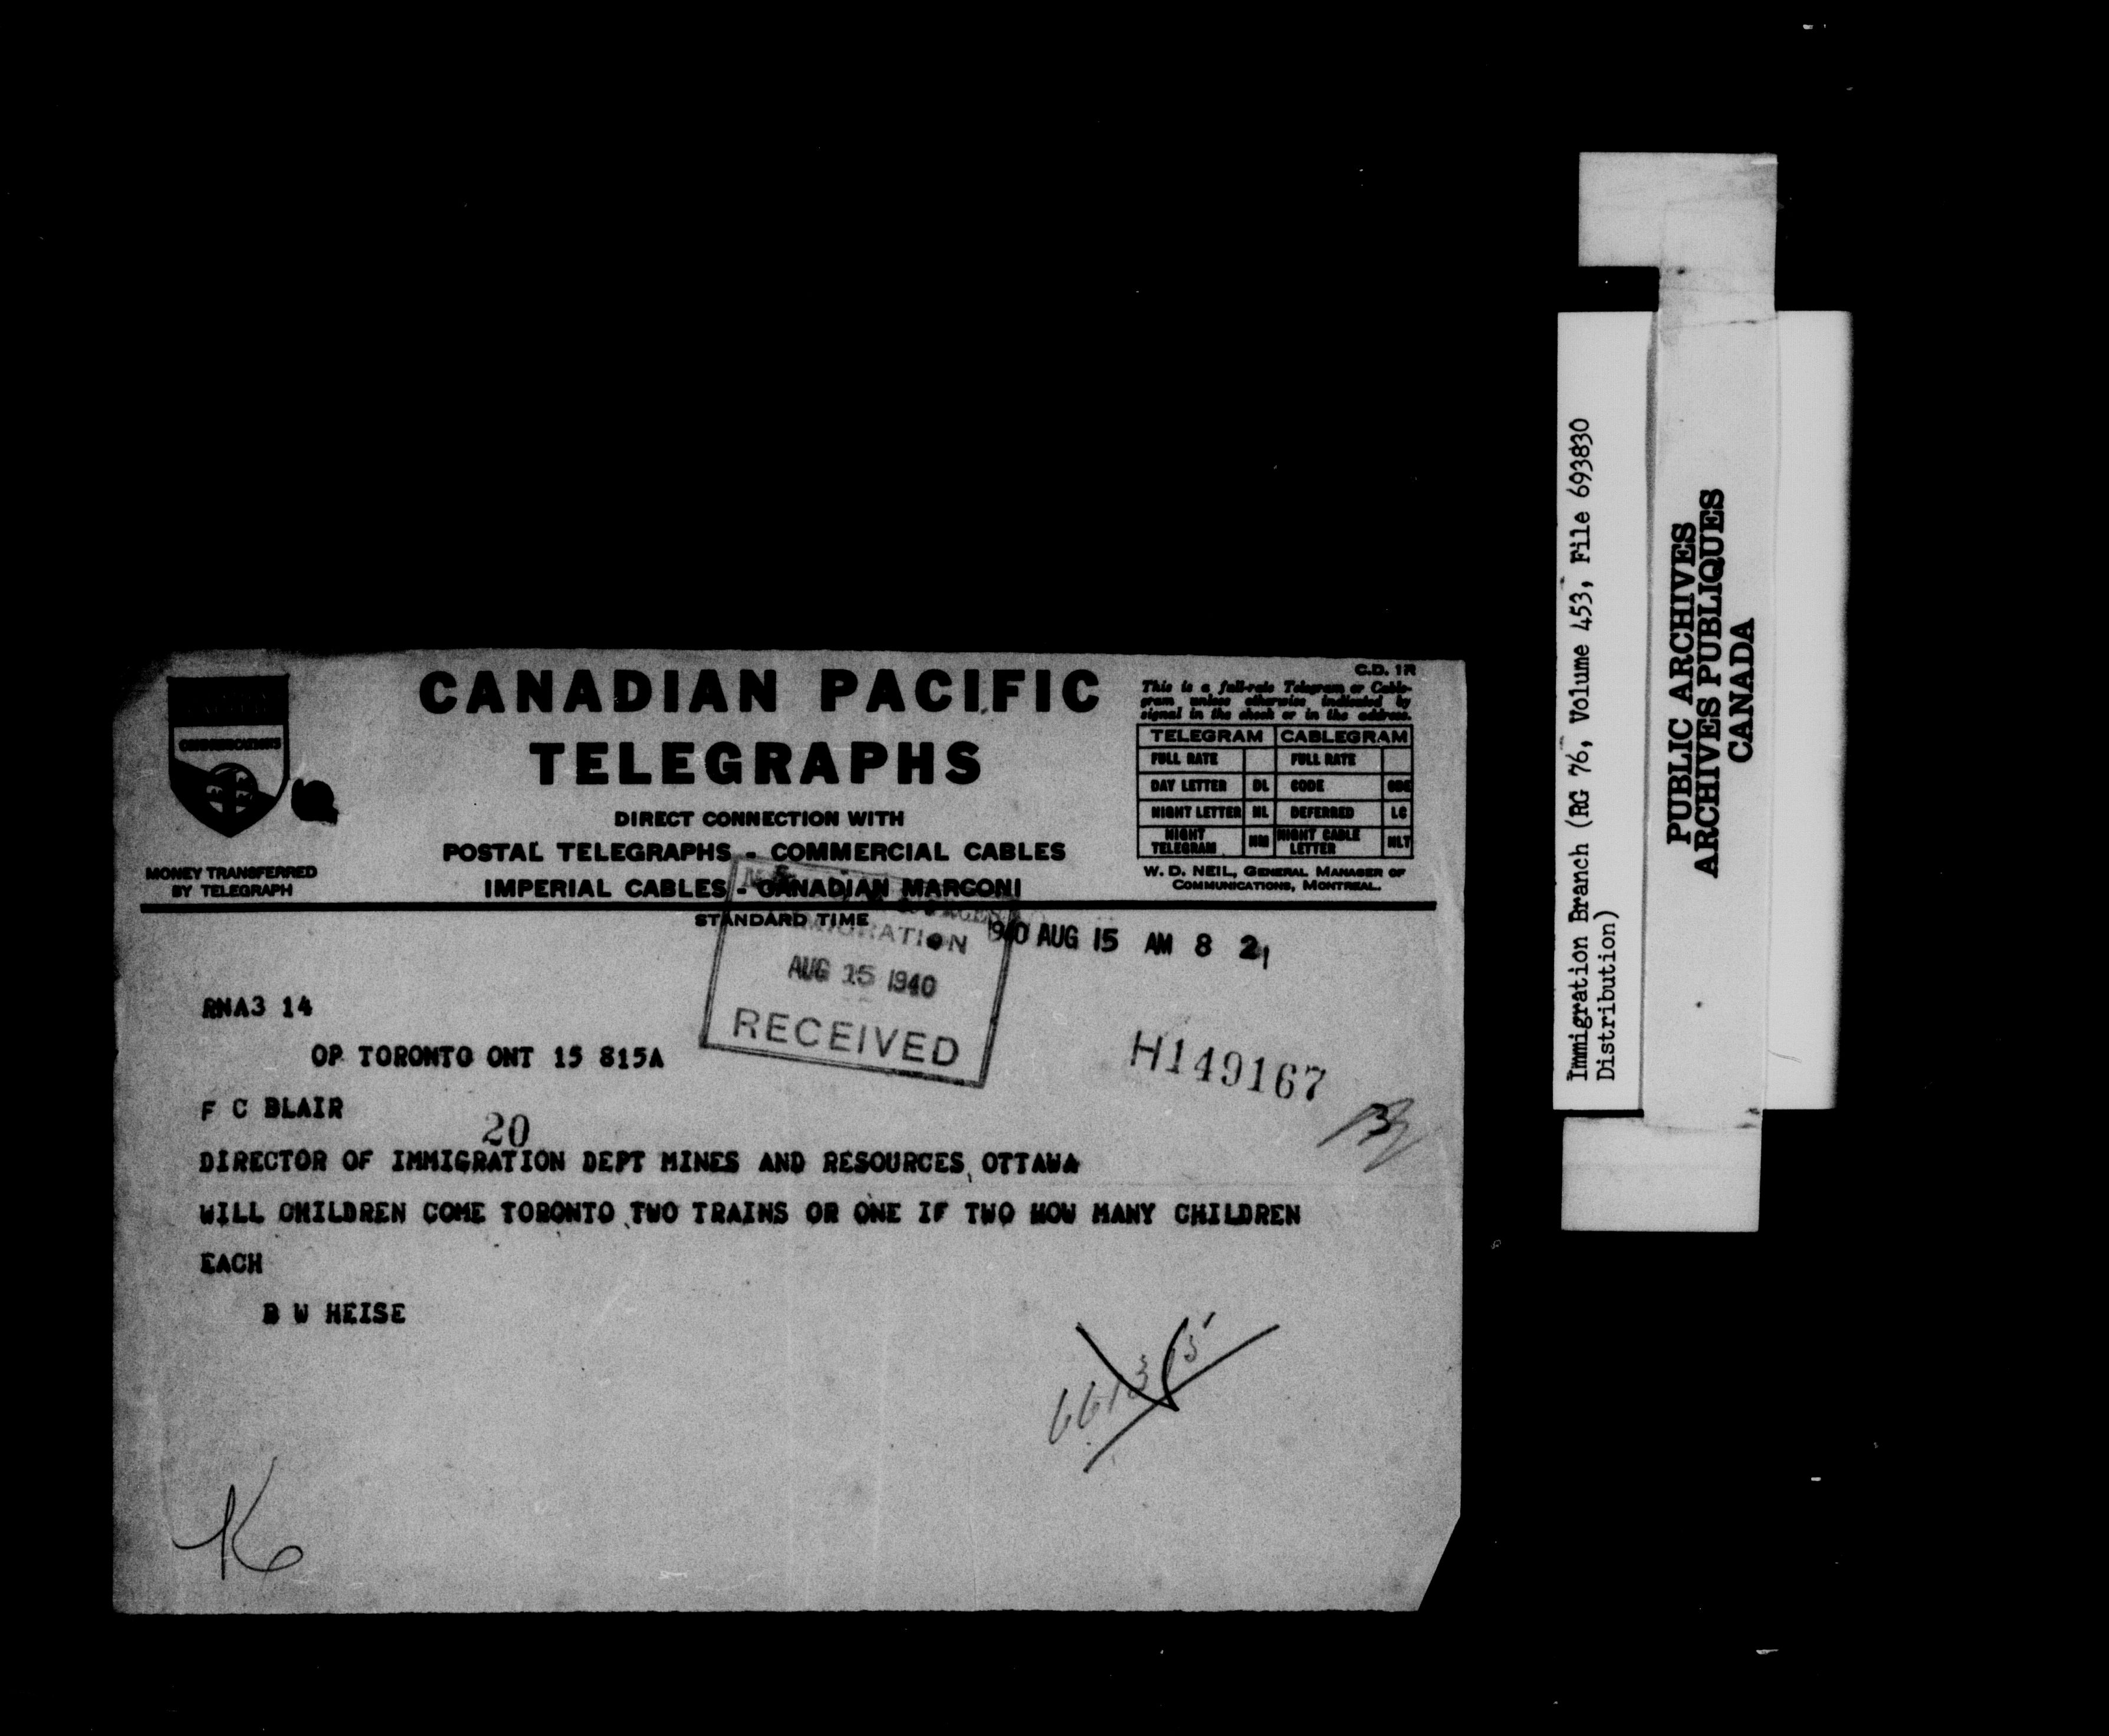 C.D. 1R
CANADIAN PACIFIC
TELEGRAPHS
DIRECT CONNECTION WITH
POSTAL TELEGRAPHS - COMMERCIAL CABLES
IMPERIAL CABLES - CANADIAN MARCONI
COMMUNICATIONS
MONEY TRANSFERRED
BY TELEGRAPH
This is a full-rate Telegram or Cable-
gram unless otherwise indicated by
signal in the check or in the address.
TELEGRAM CABLEGRAM
FULL RATE FULL RATE
DAY LETTER DL CODE CDE
NIGHT LETTER NL DEFERRED LC
NIGHT TELEGRAM NM NIGHT CABLE LETTER NLT
W. D. NEIL, GENERAL MANAGER OF
COMMUNICATIONS, MONTREAL.
STANDARD TIME
IMMIGRATION
AUG 15 1940
RECEIVED
1940 AUG 15 AM 8 21
RNA3 14
OP TORONTO ONT 15 815A
H149167
F C BLAIR
20
DIRECTOR OF IMMIGRATION DEPT MINES AND RESOURCES OTTAWA
WILL CHILDREN COME TORONTO TWO TRAINS OR ONE IF TWO HOW MANY CHILDREN
EACH
B W HEISE
Immigration Branch (RG 76, Volume 453, File 693830
Distribution)
PUBLIC ARCHIVES
ARCHIVES PUBLIQUES
CANADA